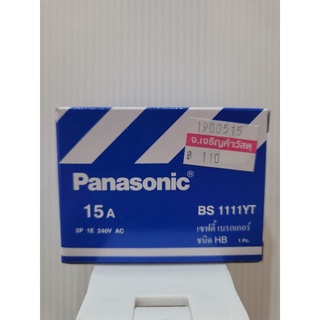 1900515
จ.เจริญค้าวัสดุ
฿ 110
Panasonic®
15A
BS 1111YT
2P 1E 240V AC
เซฟตี้ เบรกเกอร์
ชนิด HB
1 Pc.